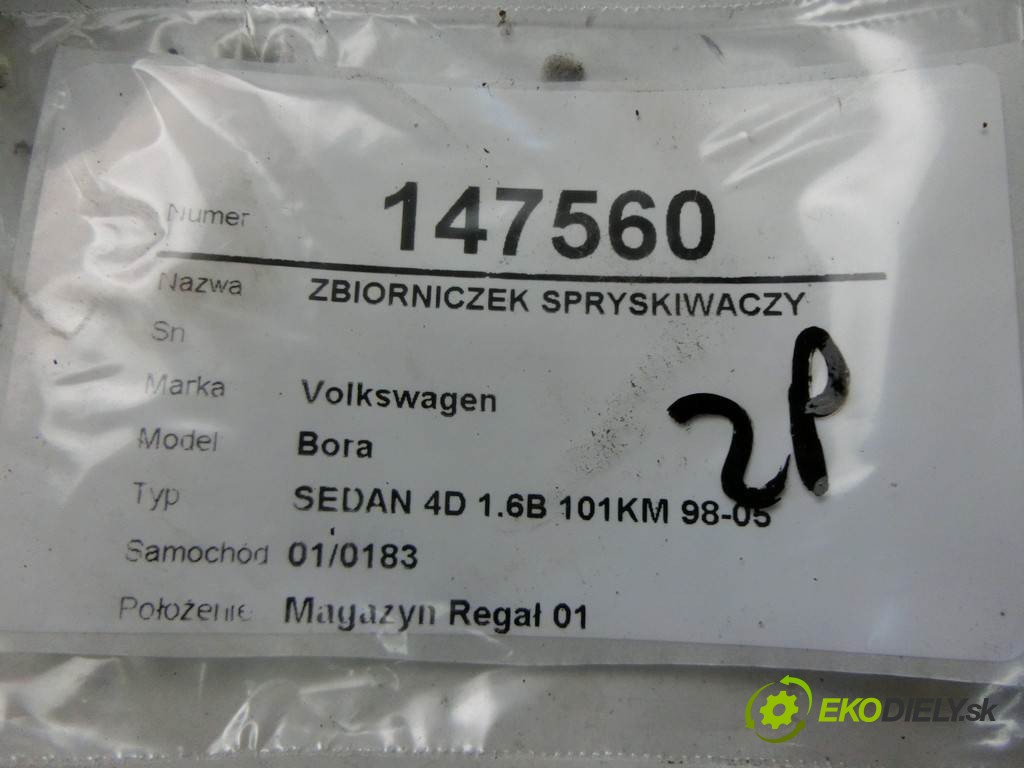 Numer 147560
Nazwa ZBIORNICZEK SPRYSKIWACZY
Sn
Marka Volkswagen
Model Bora
Typ SEDAN 4D 1.6B 101KM 98-05
Samochód 01/0183
Położenie Magazyn Regał 01
EKODIELY.sk